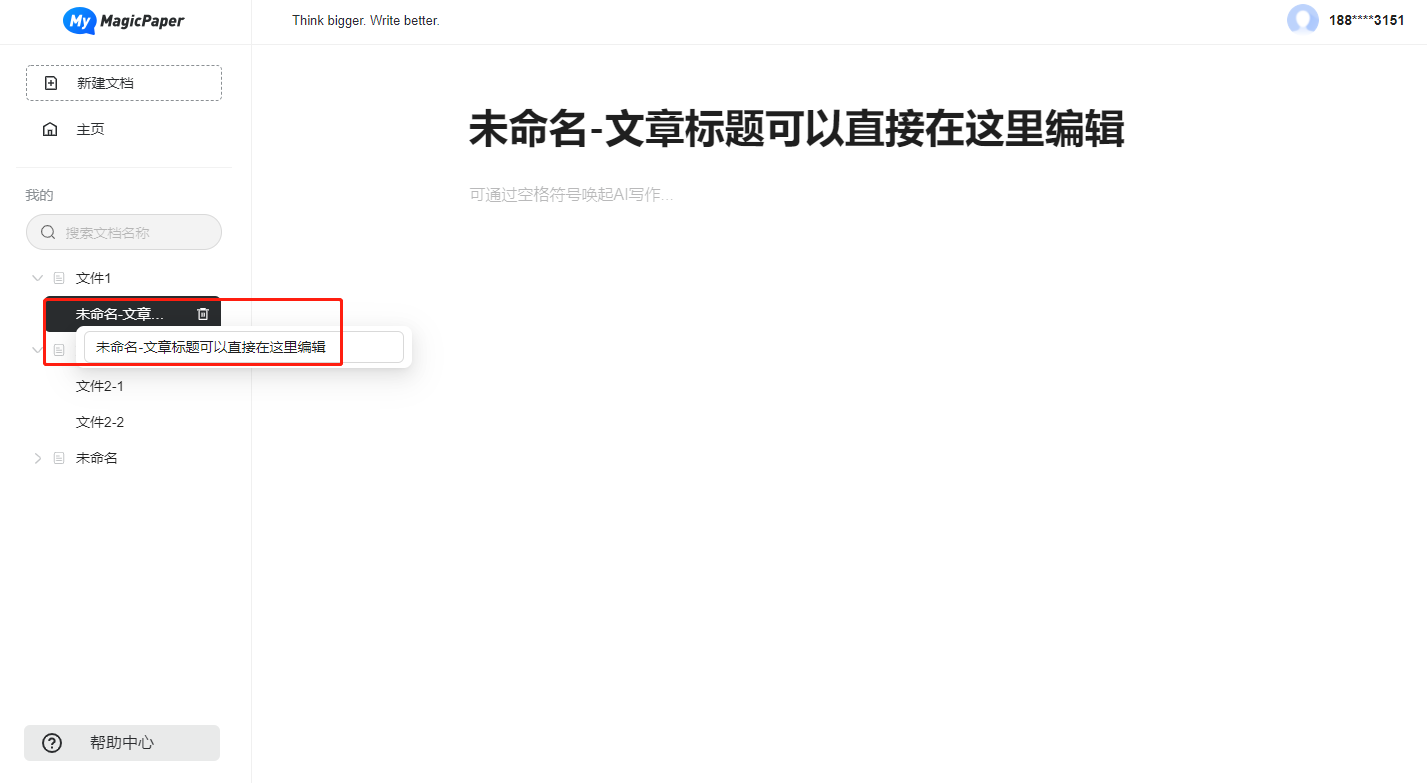 My MagicPaper
Think bigger. Write better.
188****3151
新建文档
主页
我的
搜索文档名称
文件1
未命名-文章...
未命名-文章标题可以直接在这里编辑
文件2-1
文件2-2
未命名
帮助中心
未命名-文章标题可以直接在这里编辑
可通过空格符号唤起AI写作...